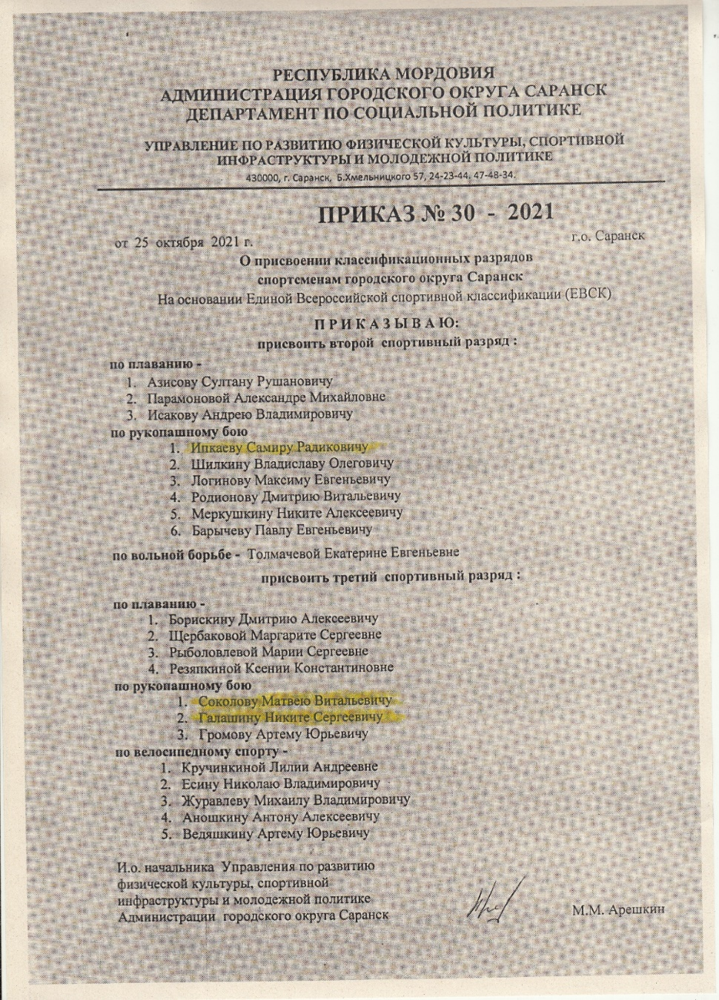 РЕСПУБЛИКА МОРДОВИЯ
АДМИНИСТРАЦИЯ ГОРОДСКОГО ОКРУГА САРАНСК
ДЕПАРТАМЕНТ ПО СОЦИАЛЬНОЙ ПОЛИТИКЕ
УПРАВЛЕНИЕ ПО РАЗВИТИЮ ФИЗИЧЕСКОЙ КУЛЬТУРЫ, СПОРТИВНОЙ
ИНФРАСТРУКТУРЫ И МОЛОДЕЖНОЙ ПОЛИТИКЕ
430000, г. Саранск, Б.Хмельницкого 57, 24-23-44, 47-48-34.
ПРИКАЗ № 30 - 2021
от 25 октября 2021 г. г.о. Саранск
О присвоении классификационных разрядов
спортсменам городского округа Саранск
На основании Единой Всероссийской спортивной классификации (ЕВСК)
П Р И К А З Ы В А Ю:
присвоить второй спортивный разряд :
по плаванию -
1. Азисову Султану Рушановичу
2. Парамоновой Александре Михайловне
3. Исакову Андрею Владимировичу
по рукопашному бою
1. Ипкаеву Самиру Радиковичу
2. Шилкину Владиславу Олеговичу
3. Логинову Максиму Евгеньевичу
4. Родионову Дмитрию Витальевичу
5. Меркушкину Никите Алексеевичу
6. Барычеву Павлу Евгеньевичу
по вольной борьбе - Толмачевой Екатерине Евгеньевне
присвоить третий спортивный разряд :
по плаванию -
1. Борискину Дмитрию Алексеевичу
2. Щербаковой Маргарите Сергеевне
3. Рыболовлевой Марии Сергеевне
4. Резяпкиной Ксении Константиновне
по рукопашному бою
1. Соколову Матвею Витальевичу
2. Галашину Никите Сергеевичу
3. Громову Артему Юрьевичу
по велосипедному спорту -
1. Кручинкиной Лилии Андреевне
2. Есину Николаю Владимировичу
3. Журавлеву Михаилу Владимировичу
4. Аношкину Антону Алексеевичу
5. Ведяшкину Артему Юрьевичу
И.о. начальника Управления по развитию
физической культуры, спортивной
инфраструктуры и молодежной политике
Администрации городского округа Саранск М.М. Арешкин